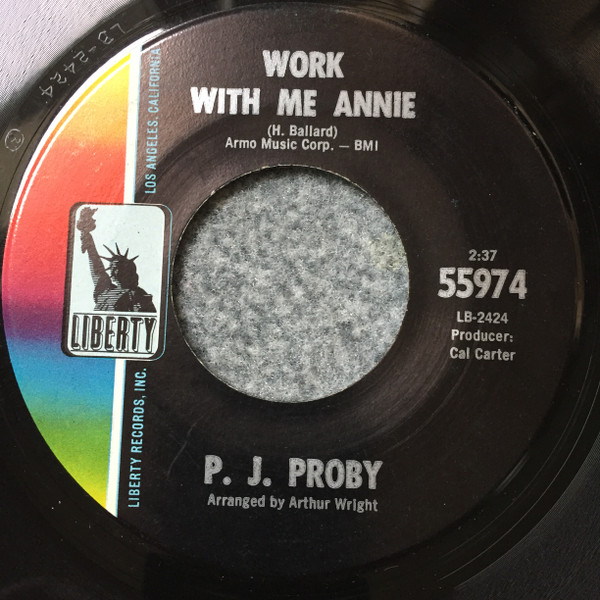 WORK
WITH ME ANNIE
(H. Ballard)
Armo Music Corp. — BMI
LB-2424
LIBERTY RECORDS, INC.
LOS ANGELES, CALIFORNIA
LIBERTY
2:37
55974
LB-2424
Producer:
Cal Carter
P. J. PROBY
Arranged by Arthur Wright